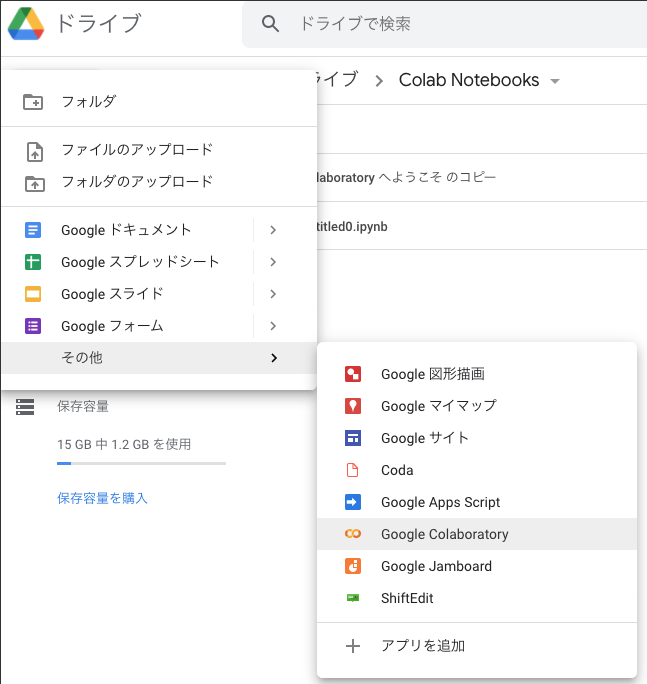 ドライブ
ドライブで検索
ライブ > Colab Notebooks
フォルダ
ファイルのアップロード
フォルダのアップロード
laboratory へようこそ のコピー
Google ドキュメント
titled0.ipynb
Google スプレッドシート
Google スライド
Google フォーム
その他
Google 図形描画
Google マイマップ
Google サイト
Coda
Google Apps Script
Google Colaboratory
Google Jamboard
ShiftEdit
アプリを追加
保存容量
15 GB 中 1.2 GB を使用
保存容量を購入